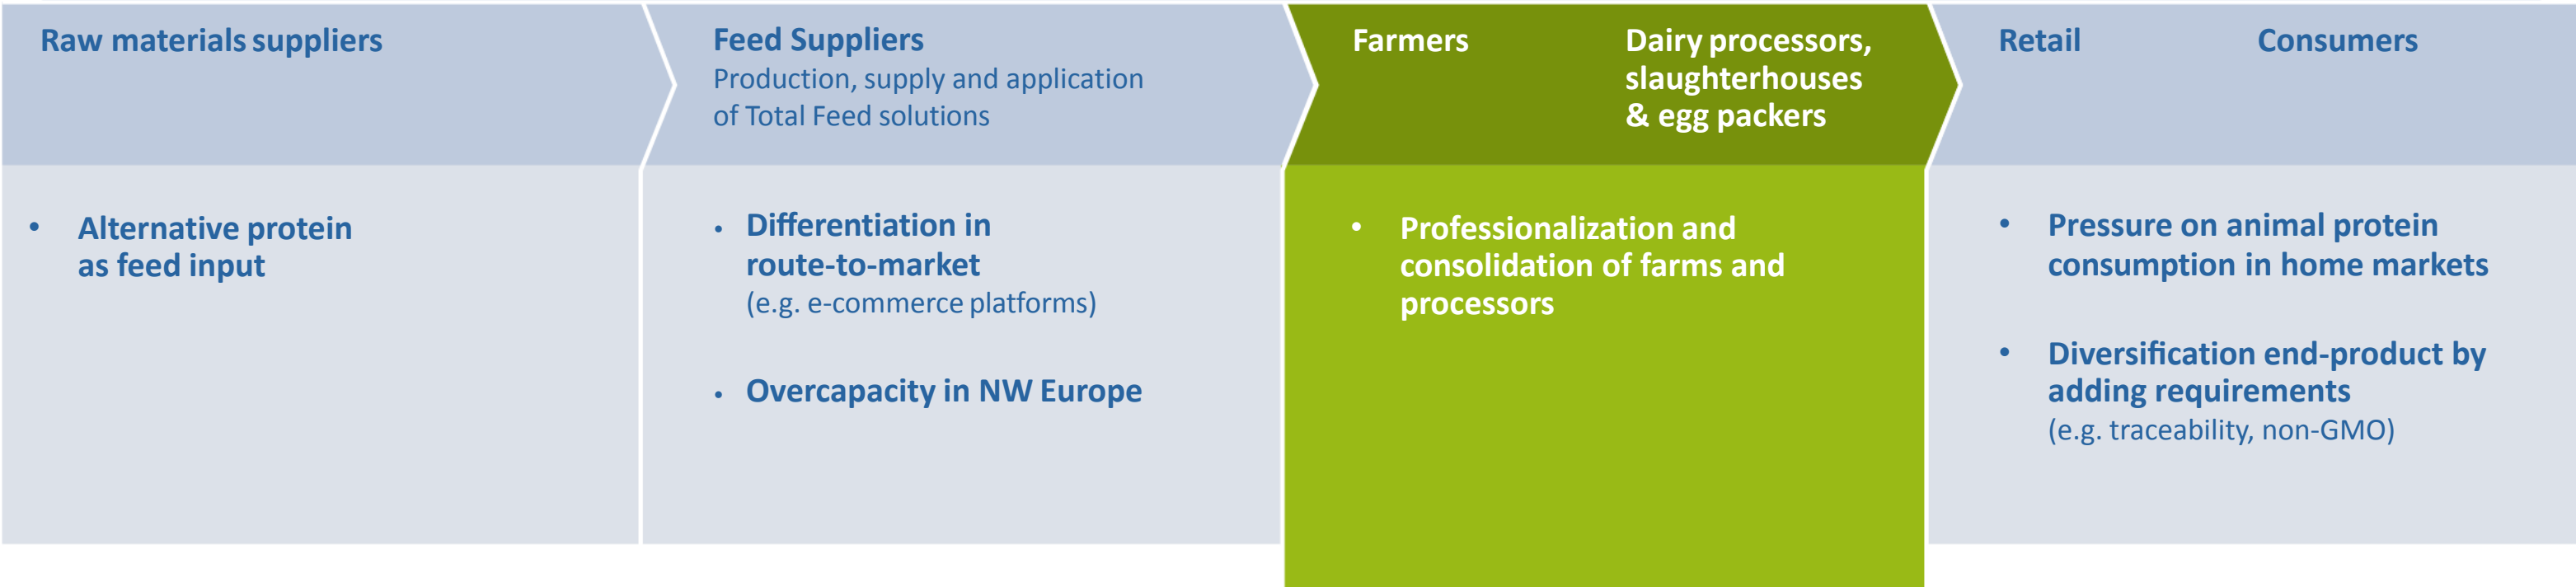 Raw materials suppliers
• Alternative protein
as feed input
Feed Suppliers
Production, supply and application
of Total Feed solutions
• Differentiation in
route-to-market
(e.g. e-commerce platforms)
• Overcapacity in NW Europe
Farmers
Dairy processors,
slaughterhouses
& egg packers
• Professionalization and
consolidation of farms and
processors
Retail
Consumers
• Pressure on animal protein
consumption in home markets
• Diversification end-product by
adding requirements
(e.g. traceability, non-GMO)